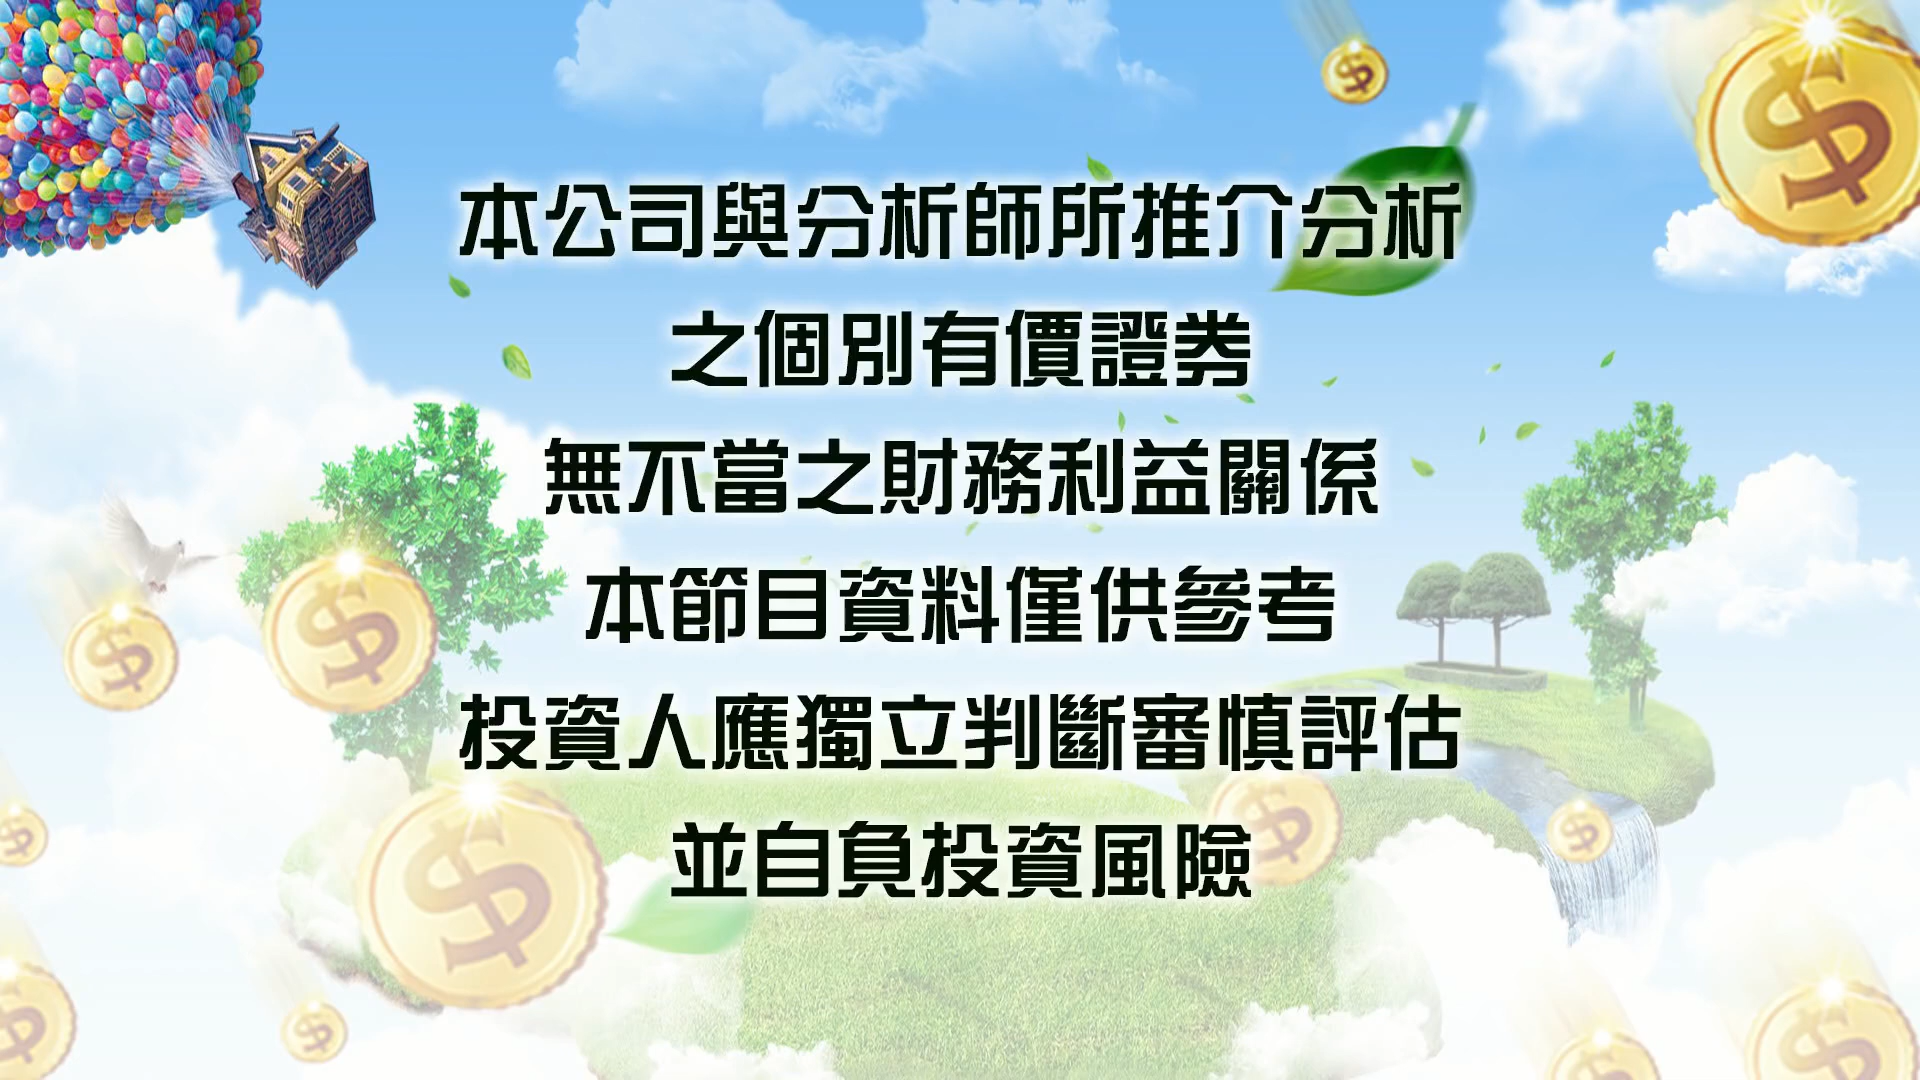 本公司與分析師所推介分析
之個別有價證券
無不當之財務利益關係
本節目資料僅供參考
投資人應獨立判斷審慎評估
並自負投資風險